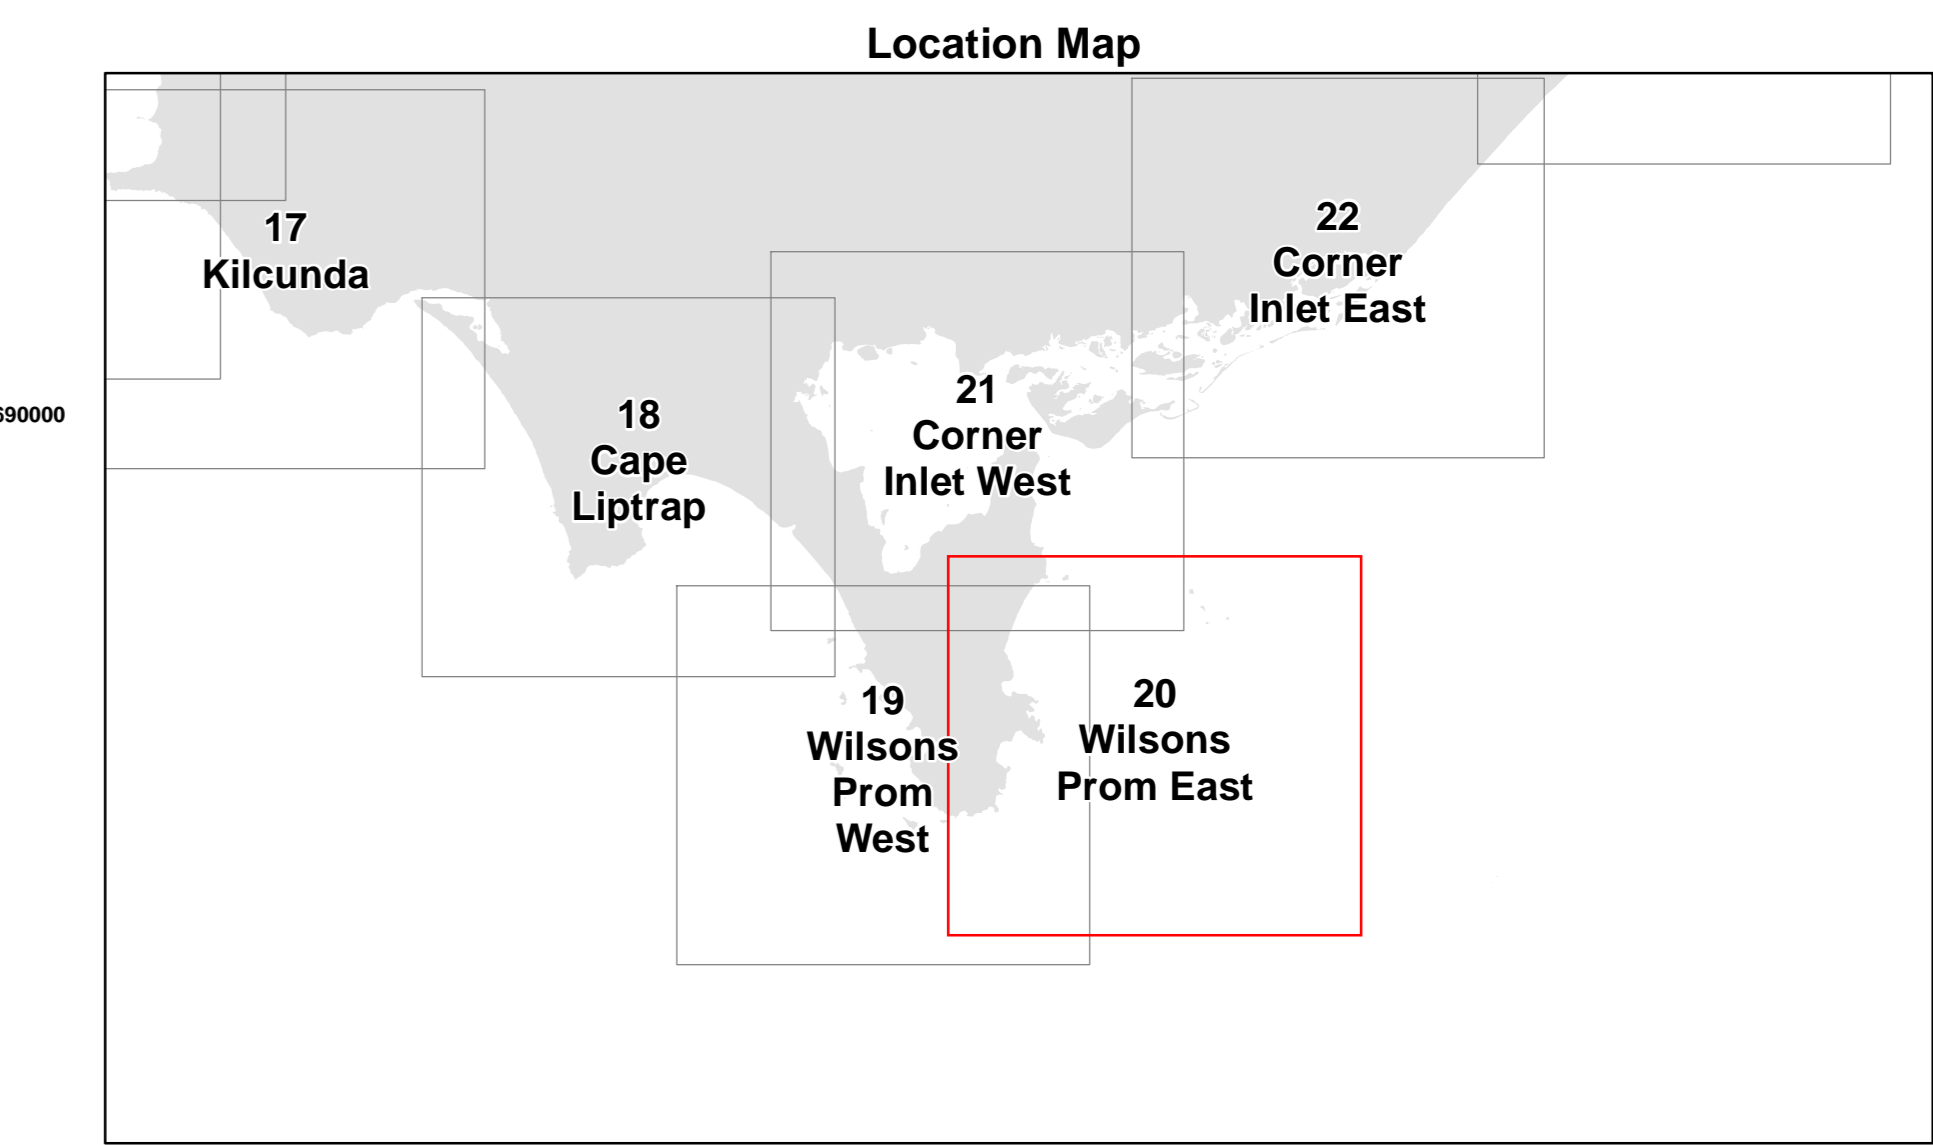 Location Map
17
Kilcunda
22
Corner
Inlet East
21
Corner
Inlet West
18
Cape
Liptrap
690000
19
Wilsons
Prom
West
20
Wilsons
Prom East